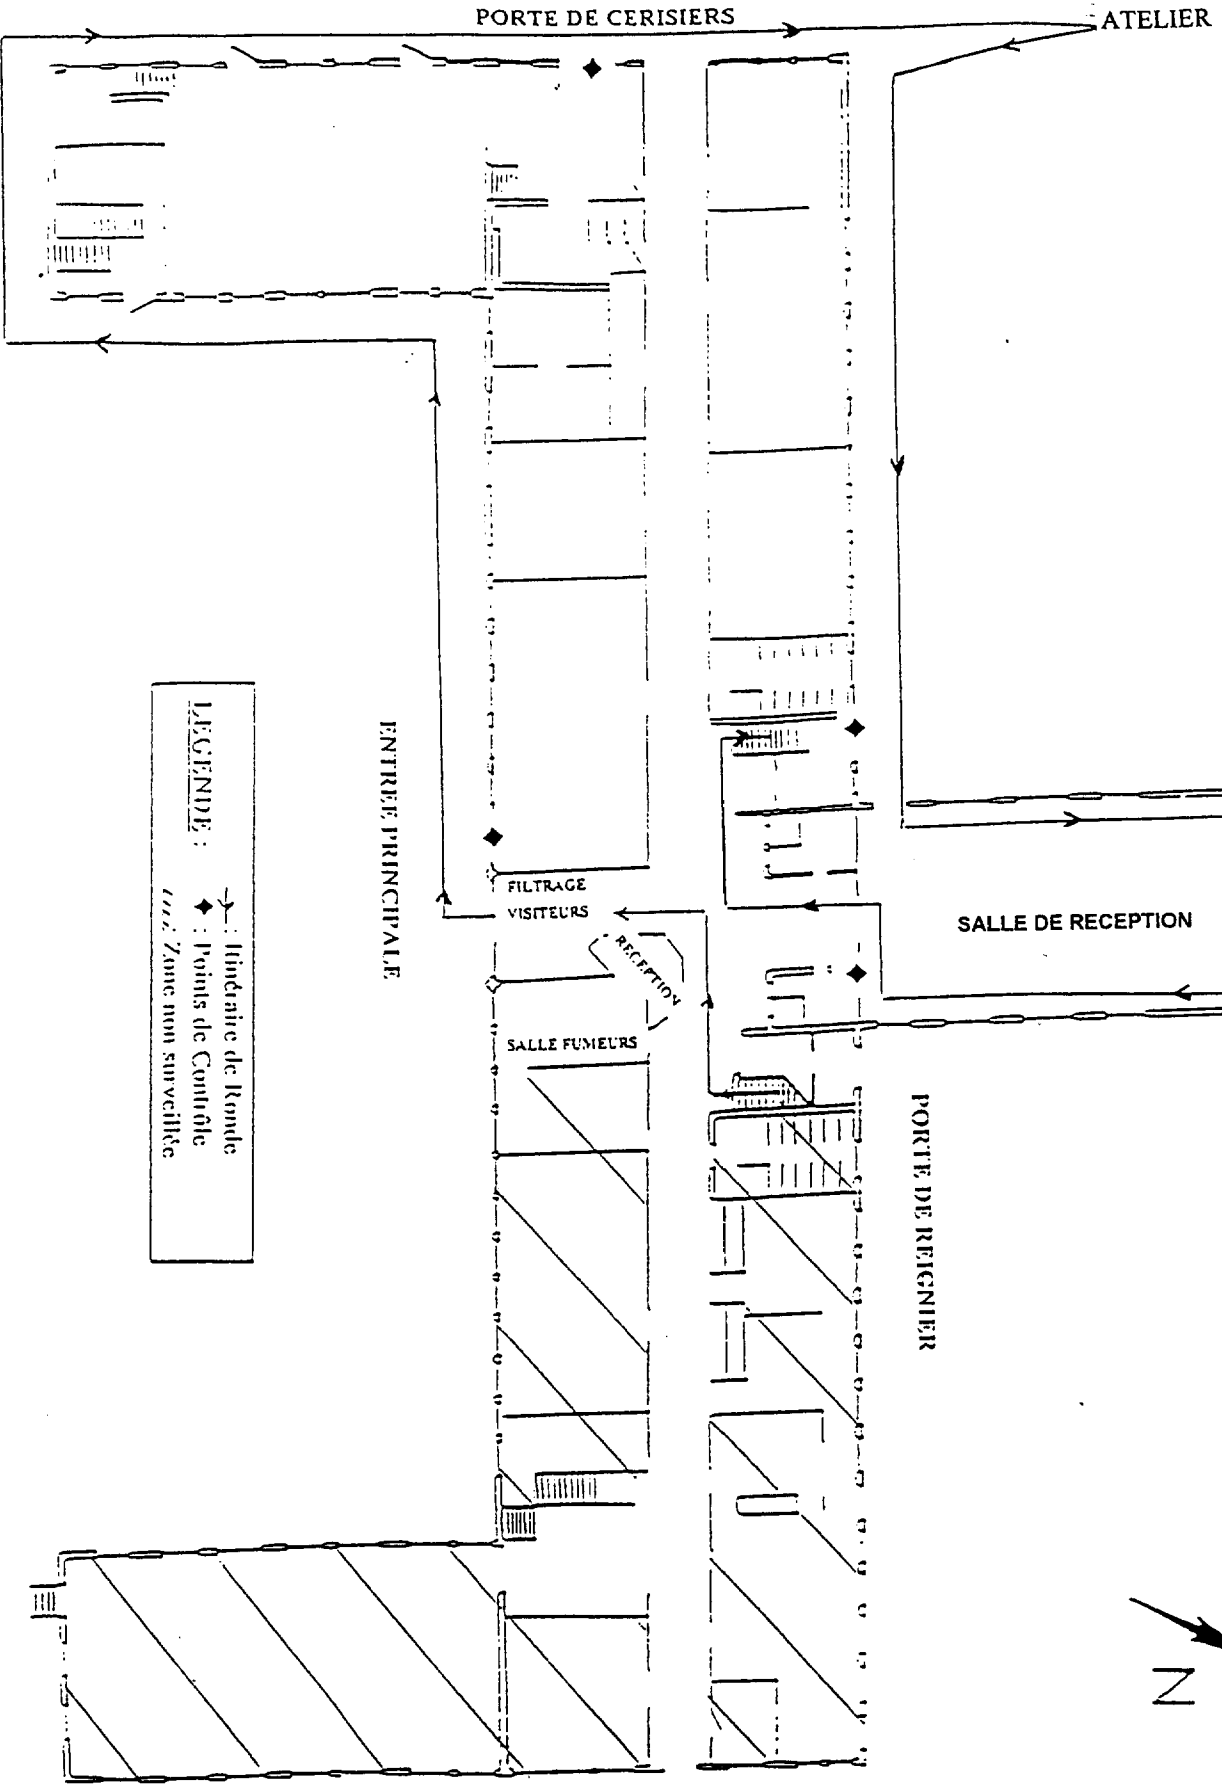 PORTE DE CERISIERS
ATELIER
ENTREE PRINCIPALE
FILTRAGE
VISITEURS
RECEPTION
SALLE FUMEURS
SALLE DE RECEPTION
PORTE DE REIGNIER
LEGENDE :
: Itinéraire de Ronde
: Points de Contrôle
: Zone non surveillée
N